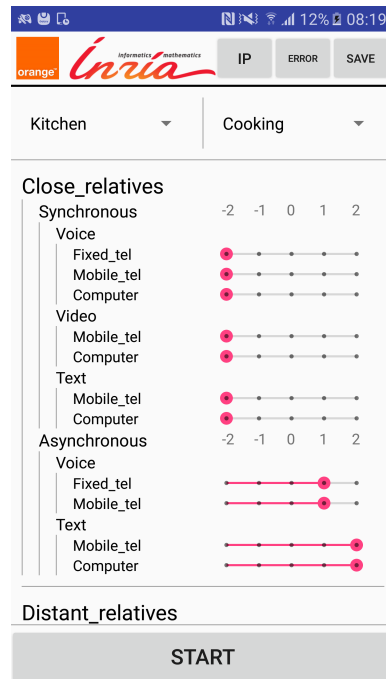 12% 08:19
orange
informatics mathematics
Inria
IP ERROR SAVE
Kitchen Cooking
Close_relatives
Synchronous -2 -1 0 1 2
Voice
Fixed_tel
Mobile_tel
Computer
Video
Mobile_tel
Computer
Text
Mobile_tel
Computer
Asynchronous -2 -1 0 1 2
Voice
Fixed_tel
Mobile_tel
Text
Mobile_tel
Computer
Distant_relatives
START